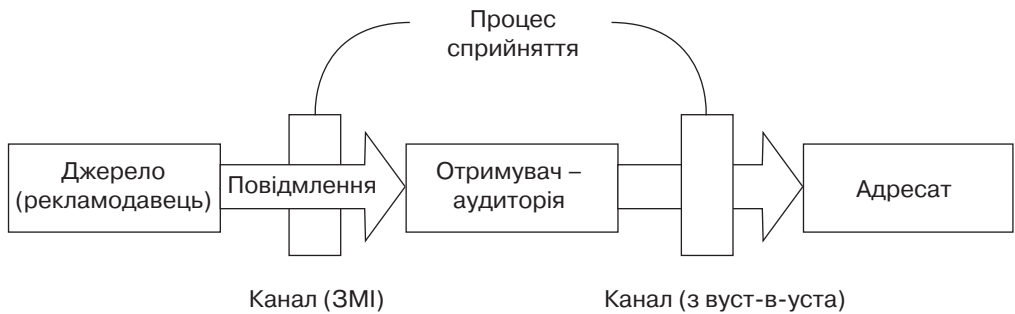 Процес
сприйняття
Джерело
(рекламодавець)
Повідмлення
Отримувач –
аудиторія
Адресат
Канал (ЗМІ)
Канал (з вуст-в-уста)